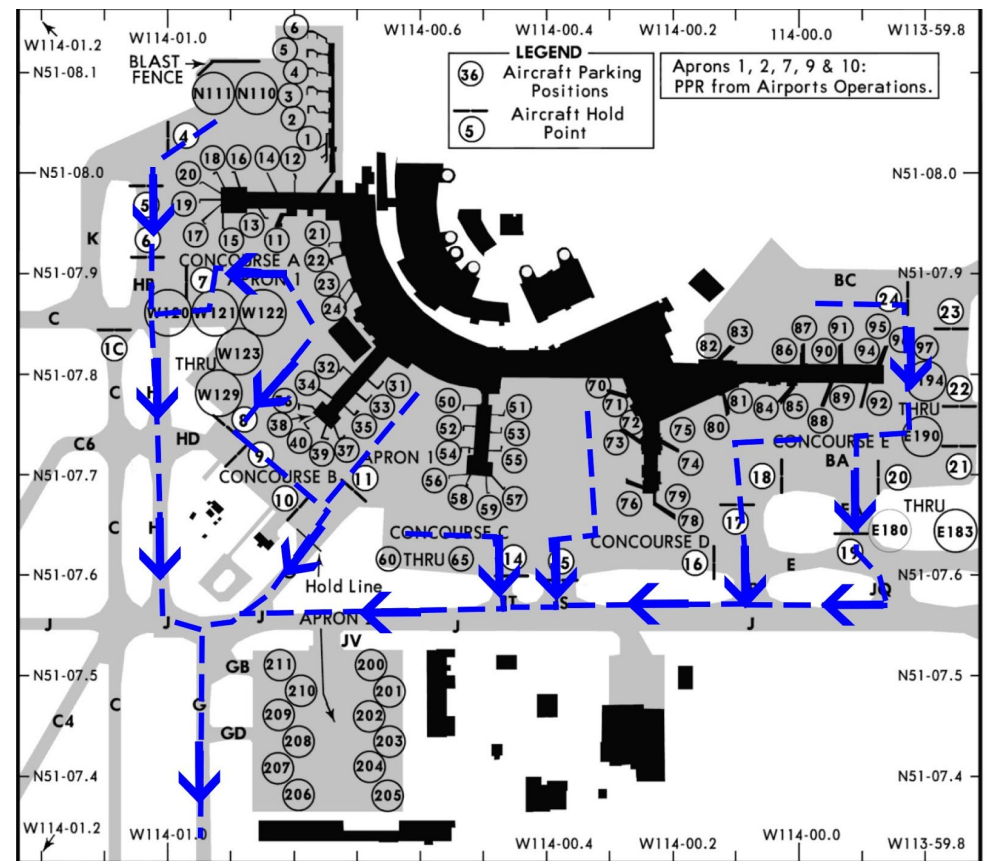 W114-01.2
W114-01.0
W114-00.6
W114-00.2
114-00.0
W113-59.8
6
5
4
3
2
1
BLAST
FENCE
N51-08.1
N111
N110
LEGEND
36
Aircraft Parking
Positions
5
Aircraft Hold
Point
Aprons 1, 2, 7, 9 & 10:
PPR from Airports Operations.
N51-08.1
4
18
16
14
12
20
N51-08.0
N51-08.0
5
19
17
15
13
11
21
22
23
24
K
6
CONCOURSE A
APRON 1
7
N51-07.9
N51-07.9
BC
24
23
HP
W120
W121
W122
C
1C
THRU
W123
W129
82
83
86
87
90
91
94
95
96
97
N51-07.8
N51-07.8
E194
22
THRU
E190
C
H
32
34
36
38
40
39
37
35
33
31
8
9
50
51
52
53
54
55
56
57
58
59
70
71
72
73
74
75
76
79
78
80
81
84
85
88
89
92
CONCOURSE E
BA
21
C6
HD
CONCOURSE B
APRON 1
11
10
18
20
THRU
N51-07.7
N51-07.7
C
H
17
E180
E183
CONCOURSE C
CONCOURSE D
19
60
THRU
65
14
15
16
E
N51-07.6
N51-07.6
Hold Line
T
S
JQ
J
J
J
J
J
APRON
JV
GB
211
200
210
201
N51-07.5
N51-07.5
C4
C
G
209
202
GD
208
203
207
204
206
205
N51-07.4
N51-07.4
W114-01.2
W114-01.0
W114-00.6
W114-00.4
W114-00.2
W114-00.0
W113-59.8